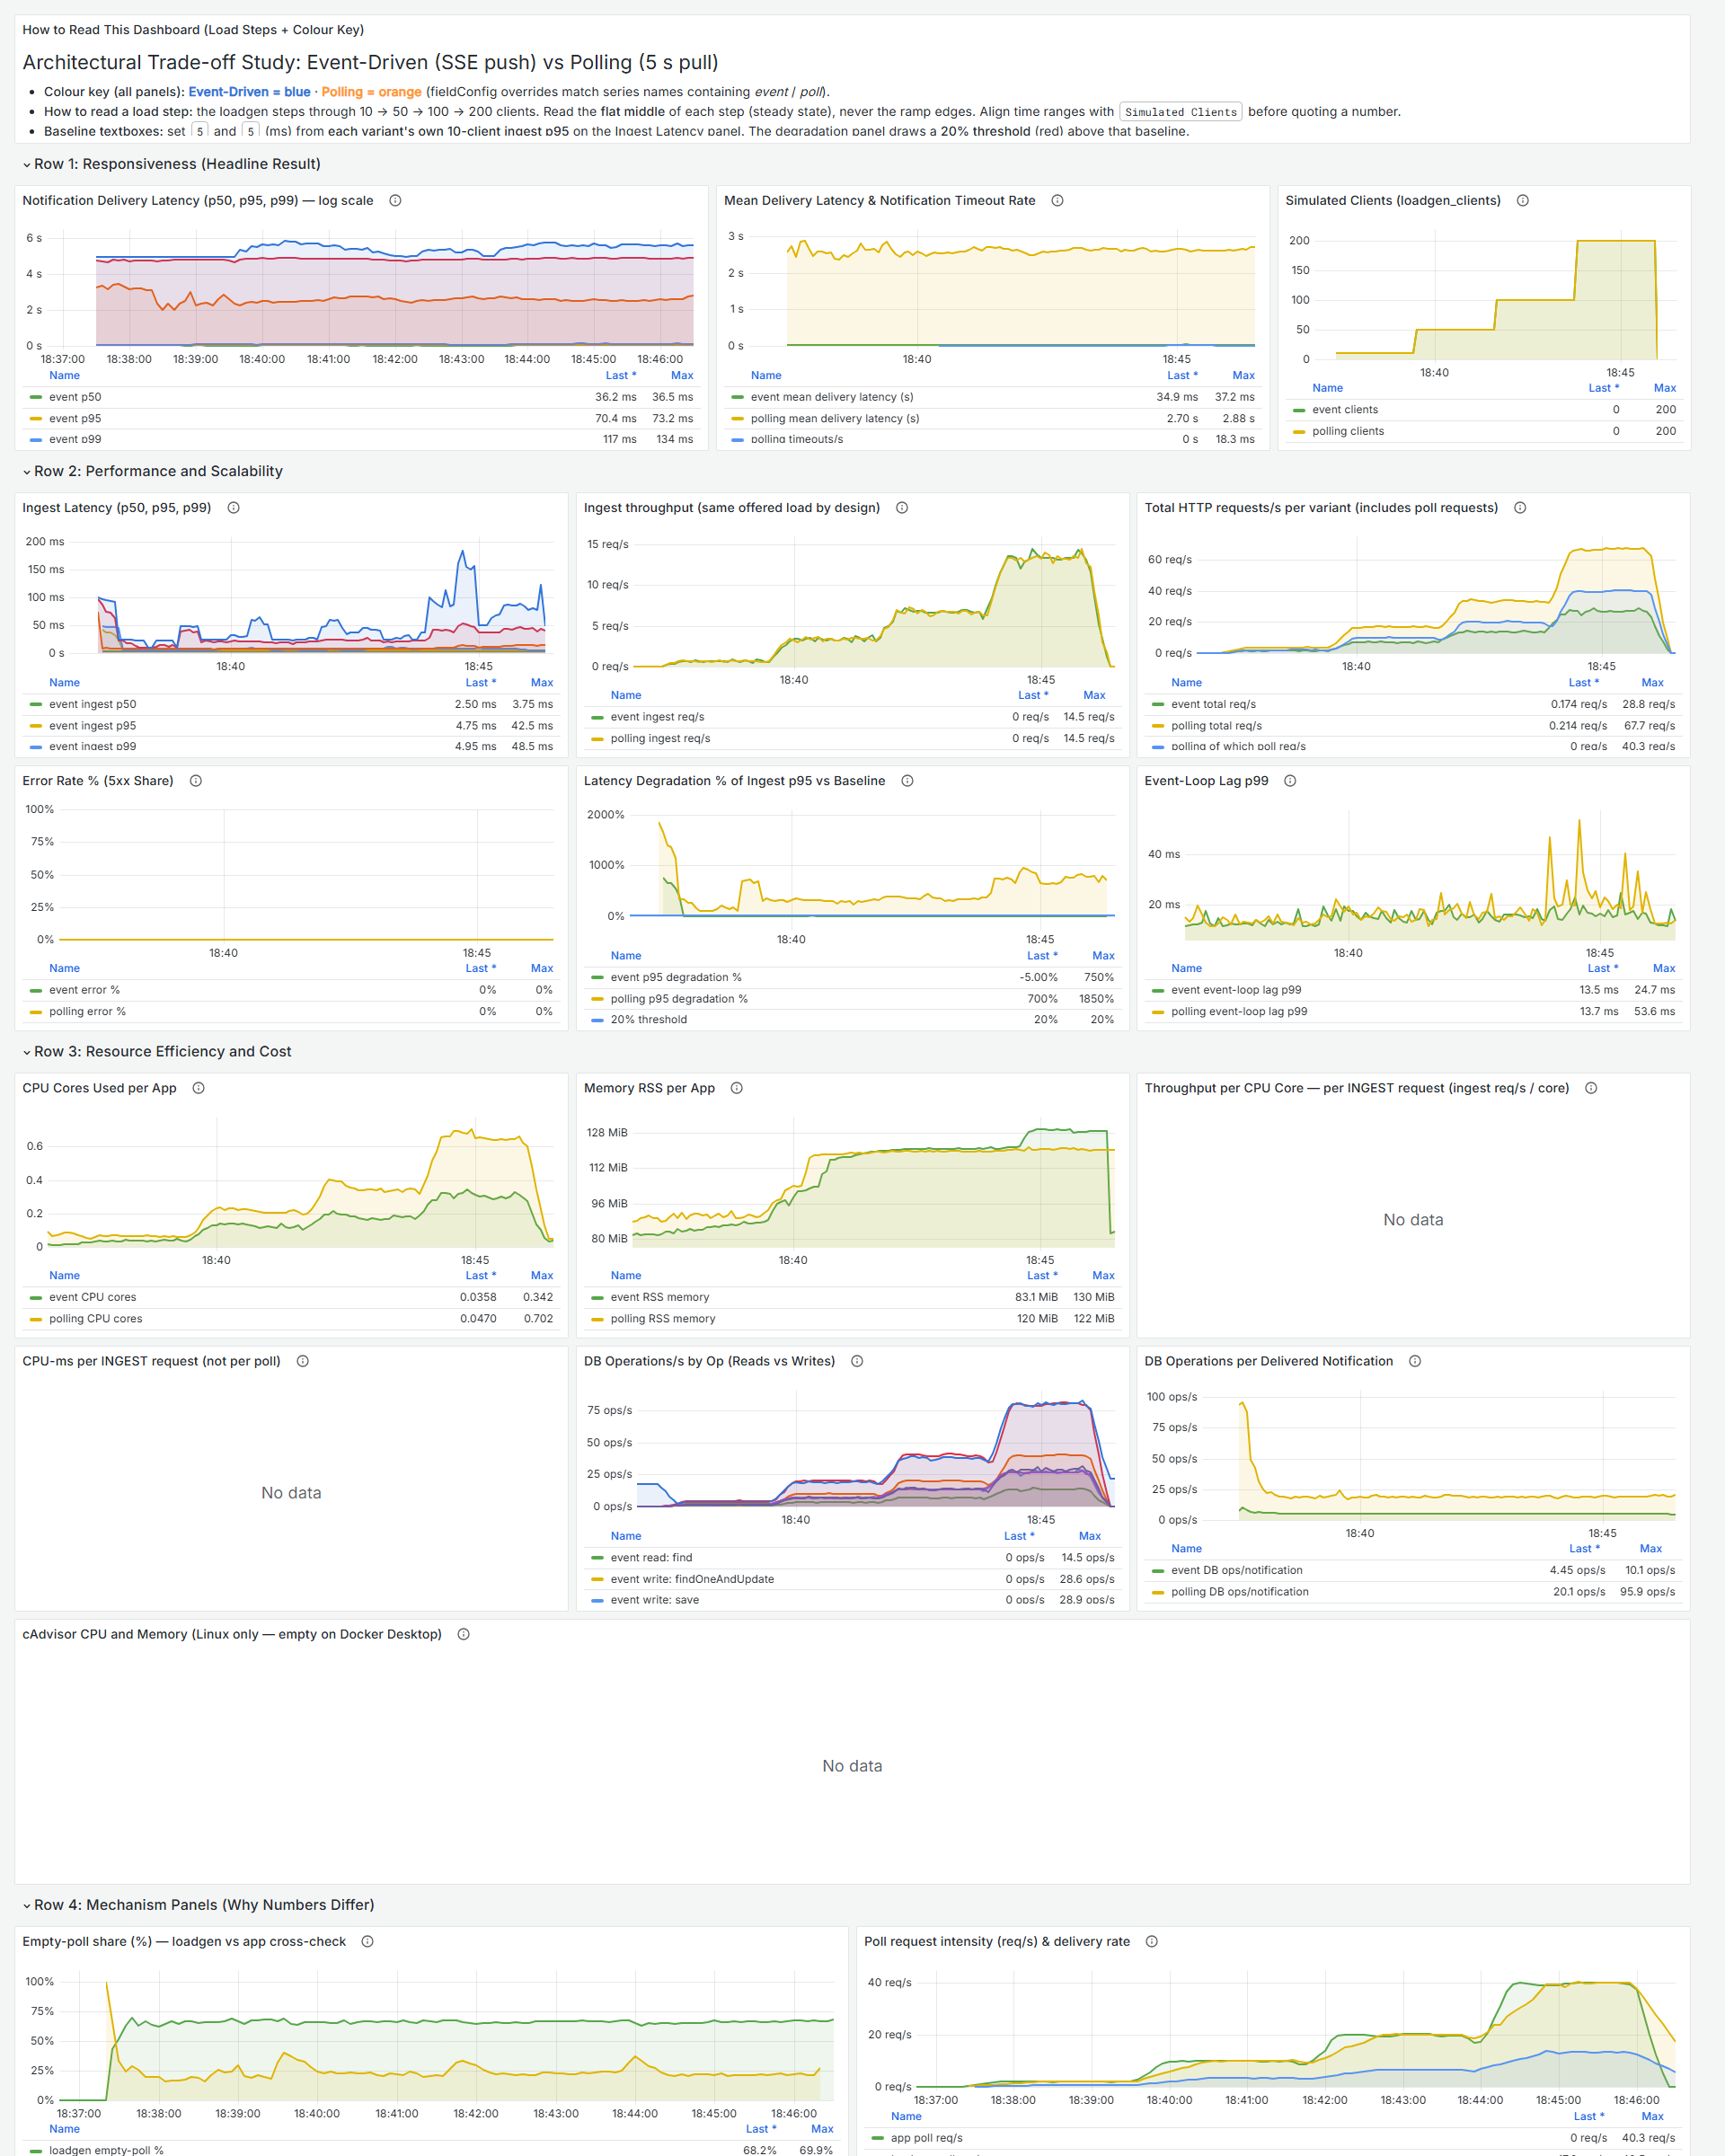 How to Read This Dashboard (Load Steps + Colour Key)
Architectural Trade-off Study: Event-Driven (SSE push) vs Polling (5 s pull)
• Colour key (all panels): Event-Driven = blue · Polling = orange (fieldConfig overrides match series names containing event / poll).
• How to read a load step: the loadgen steps through 10 → 50 → 100 → 200 clients. Read the flat middle of each step (steady state), never the ramp edges. Align time ranges with Simulated Clients before quoting a number.
• Baseline textboxes: set 5 and 5 (ms) from each variant's own 10-client ingest p95 on the Ingest Latency panel. The degradation panel draws a 20% threshold (red) above that baseline.
Row 1: Responsiveness (Headline Result)
Notification Delivery Latency (p50, p95, p99) — log scale
6 s
4 s
2 s
0 s
18:37:00 18:38:00 18:39:00 18:40:00 18:41:00 18:42:00 18:43:00 18:44:00 18:45:00 18:46:00
Name Last * Max
event p50 36.2 ms 36.5 ms
event p95 70.4 ms 73.2 ms
event p99 117 ms 134 ms
Mean Delivery Latency & Notification Timeout Rate
3 s
2 s
1 s
0 s
18:40 18:45
Name Last * Max
event mean delivery latency (s) 34.9 ms 37.2 ms
polling mean delivery latency (s) 2.70 s 2.88 s
polling timeouts/s 0 s 18.3 ms
Simulated Clients (loadgen_clients)
200
150
100
50
0
18:40 18:45
Name Last * Max
event clients 0 200
polling clients 0 200
Row 2: Performance and Scalability
Ingest Latency (p50, p95, p99)
200 ms
150 ms
100 ms
50 ms
0 s
18:40 18:45
Name Last * Max
event ingest p50 2.50 ms 3.75 ms
event ingest p95 4.75 ms 42.5 ms
event ingest p99 4.95 ms 48.5 ms
Ingest throughput (same offered load by design)
15 req/s
10 req/s
5 req/s
0 req/s
18:40 18:45
Name Last * Max
event ingest req/s 0 req/s 14.5 req/s
polling ingest req/s 0 req/s 14.5 req/s
Total HTTP requests/s per variant (includes poll requests)
60 req/s
40 req/s
20 req/s
0 req/s
18:40 18:45
Name Last * Max
event total req/s 0.174 req/s 28.8 req/s
polling total req/s 0.214 req/s 67.7 req/s
polling of which poll req/s 0 req/s 40.3 req/s
Error Rate % (5xx Share)
100%
75%
50%
25%
0%
18:40 18:45
Name Last * Max
event error % 0% 0%
polling error % 0% 0%
Latency Degradation % of Ingest p95 vs Baseline
2000%
1000%
0%
18:40 18:45
Name Last * Max
event p95 degradation % -5.00% 750%
polling p95 degradation % 700% 1850%
20% threshold 20% 20%
Event-Loop Lag p99
40 ms
20 ms
18:40 18:45
Name Last * Max
event event-loop lag p99 13.5 ms 24.7 ms
polling event-loop lag p99 13.7 ms 53.6 ms
Row 3: Resource Efficiency and Cost
CPU Cores Used per App
0.6
0.4
0.2
0
18:40 18:45
Name Last * Max
event CPU cores 0.0358 0.342
polling CPU cores 0.0470 0.702
Memory RSS per App
128 MiB
112 MiB
96 MiB
80 MiB
18:40 18:45
Name Last * Max
event RSS memory 83.1 MiB 130 MiB
polling RSS memory 120 MiB 122 MiB
Throughput per CPU Core — per INGEST request (ingest req/s / core)
No data
CPU-ms per INGEST request (not per poll)
No data
DB Operations/s by Op (Reads vs Writes)
75 ops/s
50 ops/s
25 ops/s
0 ops/s
18:40 18:45
Name Last * Max
event read: find 0 ops/s 14.5 ops/s
event write: findOneAndUpdate 0 ops/s 28.6 ops/s
event write: save 0 ops/s 28.9 ops/s
DB Operations per Delivered Notification
100 ops/s
75 ops/s
50 ops/s
25 ops/s
0 ops/s
18:40 18:45
Name Last * Max
event DB ops/notification 4.45 ops/s 10.1 ops/s
polling DB ops/notification 20.1 ops/s 95.9 ops/s
cAdvisor CPU and Memory (Linux only — empty on Docker Desktop)
No data
Row 4: Mechanism Panels (Why Numbers Differ)
Empty-poll share (%) — loadgen vs app cross-check
100%
75%
50%
25%
0%
18:37:00 18:38:00 18:39:00 18:40:00 18:41:00 18:42:00 18:43:00 18:44:00 18:45:00 18:46:00
Name Last * Max
loadgen empty-poll % 68.2% 69.9%
Poll request intensity (req/s) & delivery rate
40 req/s
20 req/s
0 req/s
18:37:00 18:38:00 18:39:00 18:40:00 18:41:00 18:42:00 18:43:00 18:44:00 18:45:00 18:46:00
Name Last * Max
app poll req/s 0 req/s 40.3 req/s